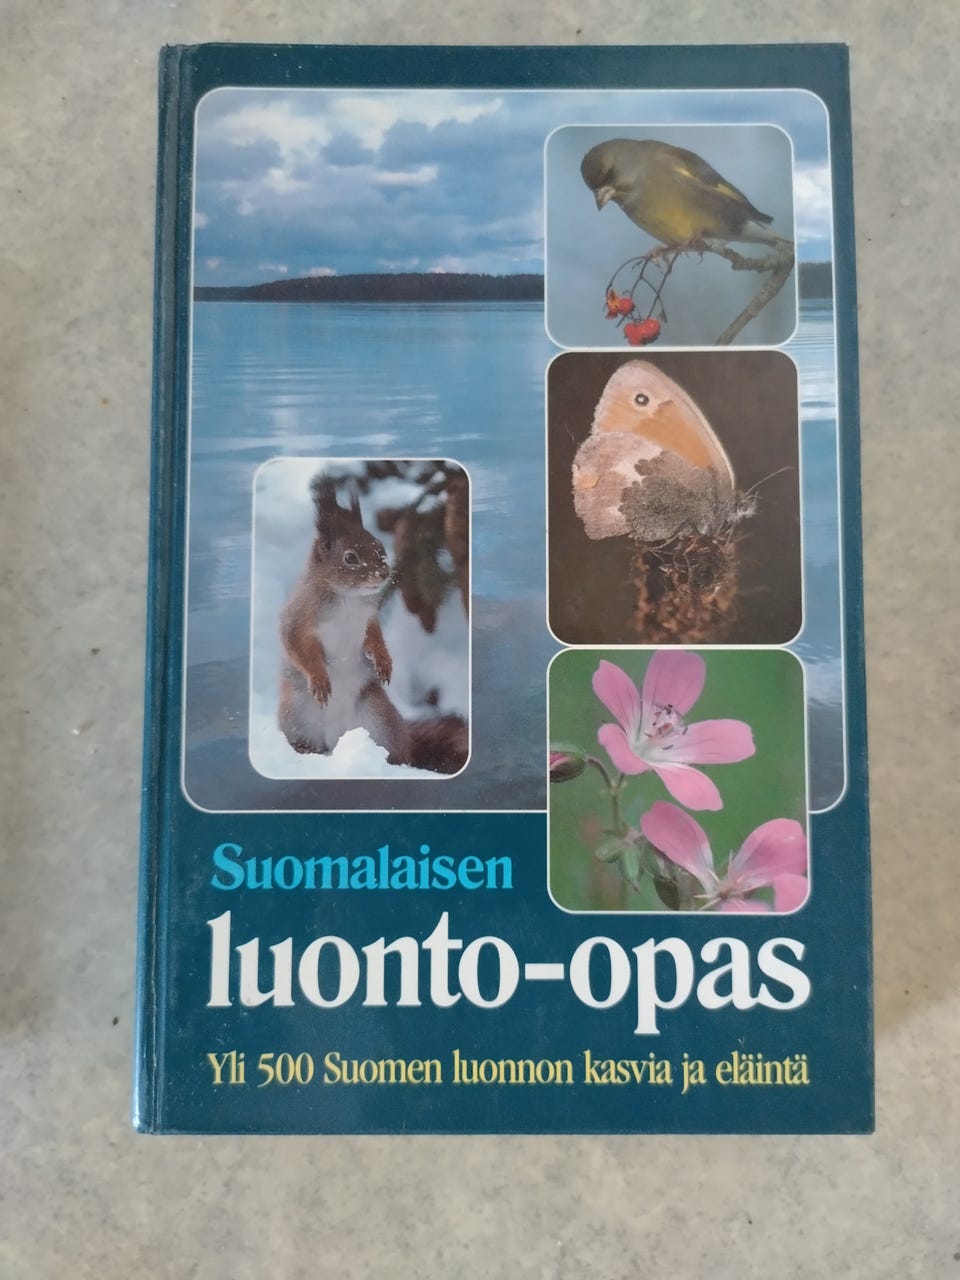 Suomalaisen
luonto-opas
Yli 500 Suomen luonnon kasvia ja eläintä